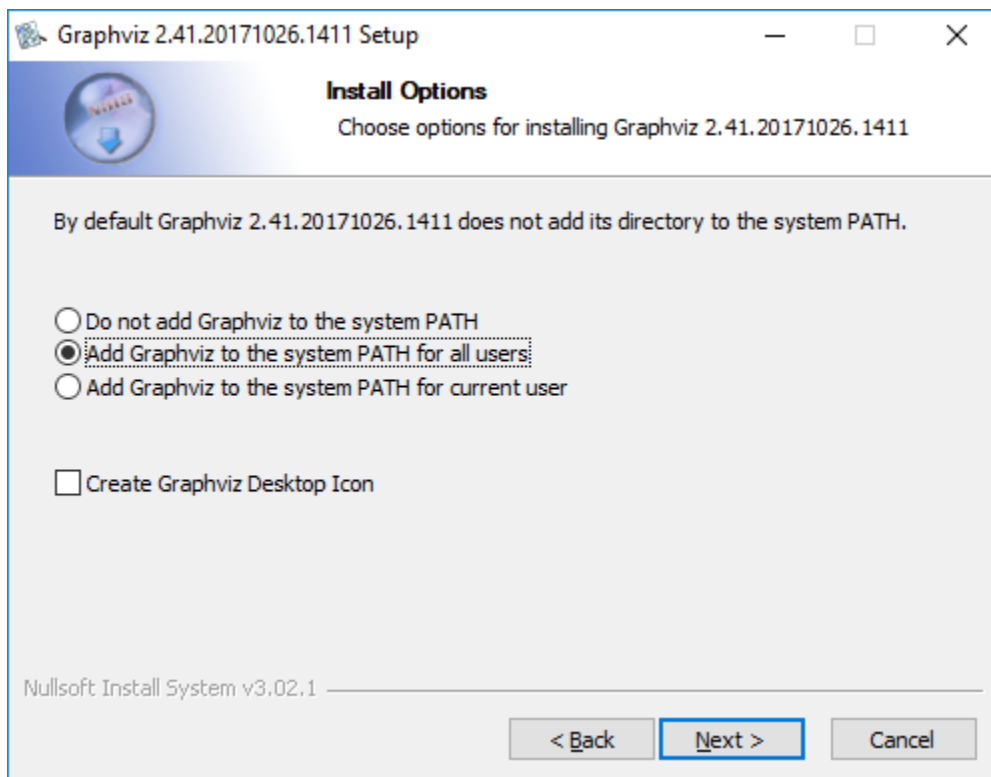 Graphviz 2.41.20171026.1411 Setup
Install Options
Choose options for installing Graphviz 2.41.20171026.1411
By default Graphviz 2.41.20171026.1411 does not add its directory to the system PATH.
Do not add Graphviz to the system PATH
Add Graphviz to the system PATH for all users
Add Graphviz to the system PATH for current user
Create Graphviz Desktop Icon
Nullsoft Install System v3.02.1
< Back Next > Cancel